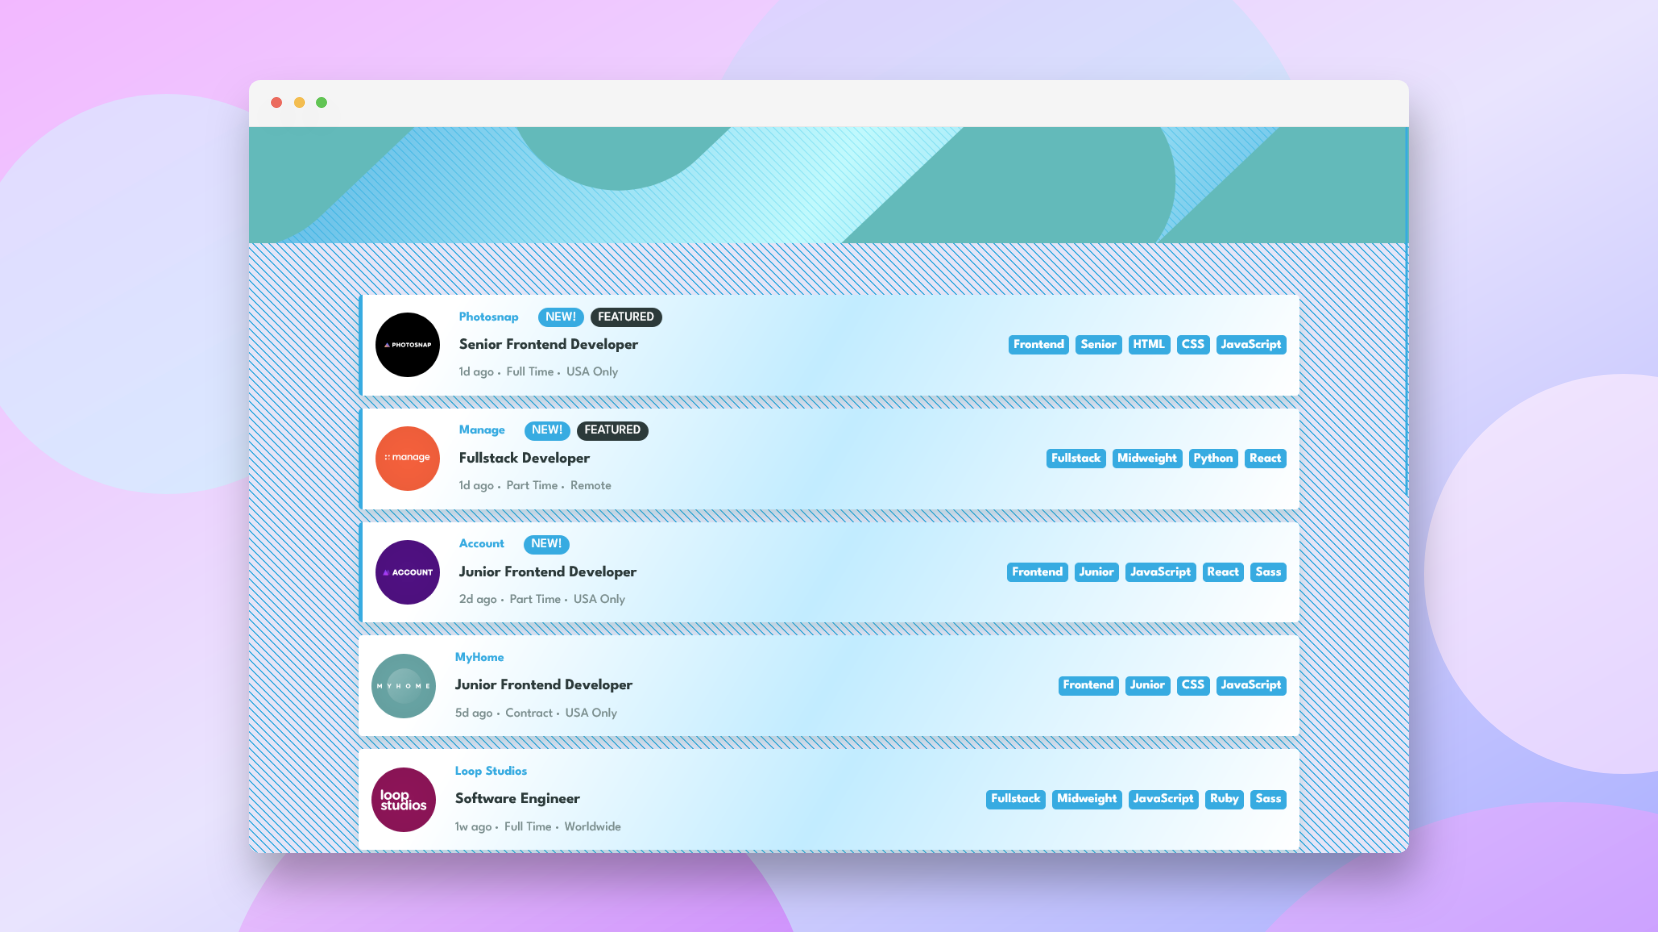 PHOTOSNAP
Photosnap NEW! FEATURED
Senior Frontend Developer
1d ago · Full Time · USA Only
Frontend Senior HTML CSS JavaScript
manage
Manage NEW! FEATURED
Fullstack Developer
1d ago · Part Time · Remote
Fullstack Midweight Python React
ACCOUNT
Account NEW!
Junior Frontend Developer
2d ago · Part Time · USA Only
Frontend Junior JavaScript React Sass
MYHOME
MyHome
Junior Frontend Developer
5d ago · Contract · USA Only
Frontend Junior CSS JavaScript
loop
studios
Loop Studios
Software Engineer
1w ago · Full Time · Worldwide
Fullstack Midweight JavaScript Ruby Sass